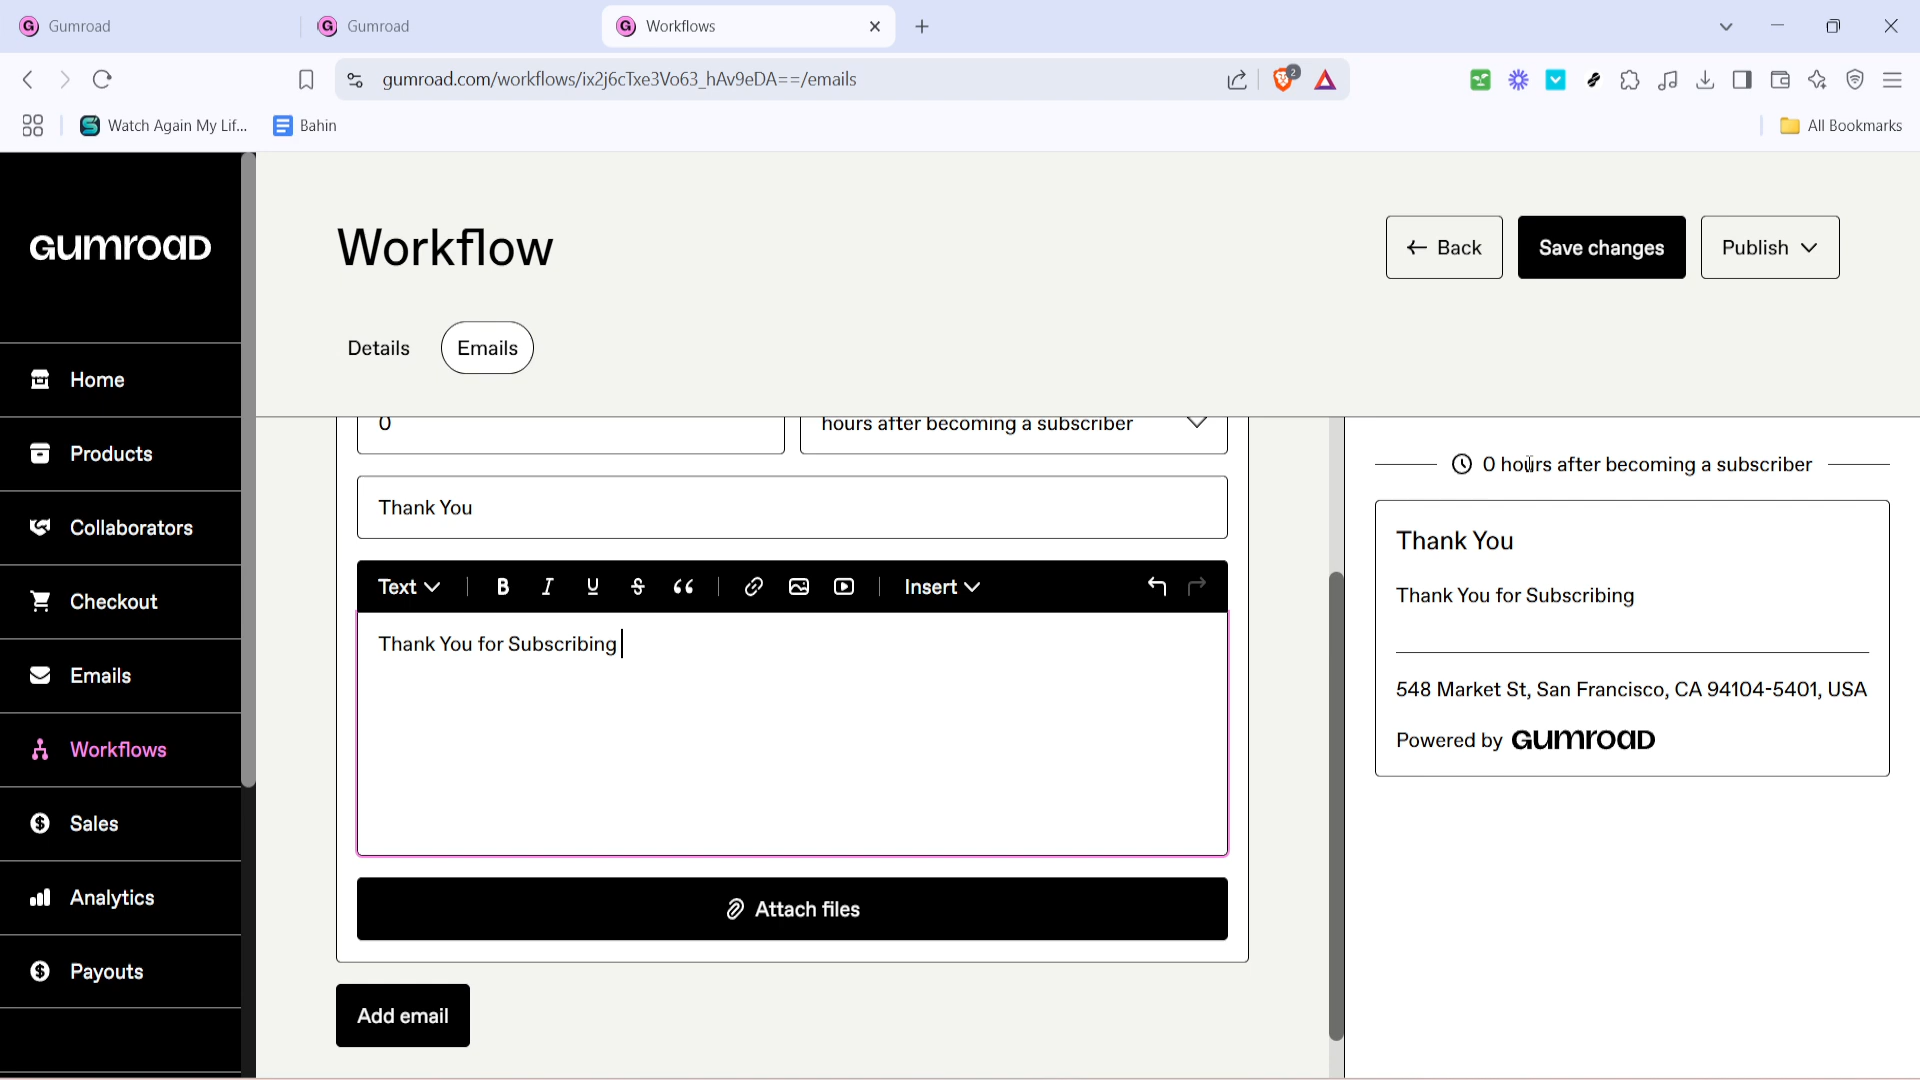 Gumroad
Gumroad
Workflows
gumroad.com/workflows/ix2j6cTxe3Vo63_hAv9eDA==/emails
2
Watch Again My Lif...
Bahin
All Bookmarks
GUMROAD
Workflow
Back
Save changes
Publish
Details
Emails
Home
Products
Collaborators
Checkout
Emails
Workflows
Sales
Analytics
Payouts
0
hours after becoming a subscriber
Thank You
Text
B
I
U
S
Insert
Thank You for Subscribing
Attach files
Add email
0 hours after becoming a subscriber
Thank You
Thank You for Subscribing
548 Market St, San Francisco, CA 94104-5401, USA
Powered by GUMROAD